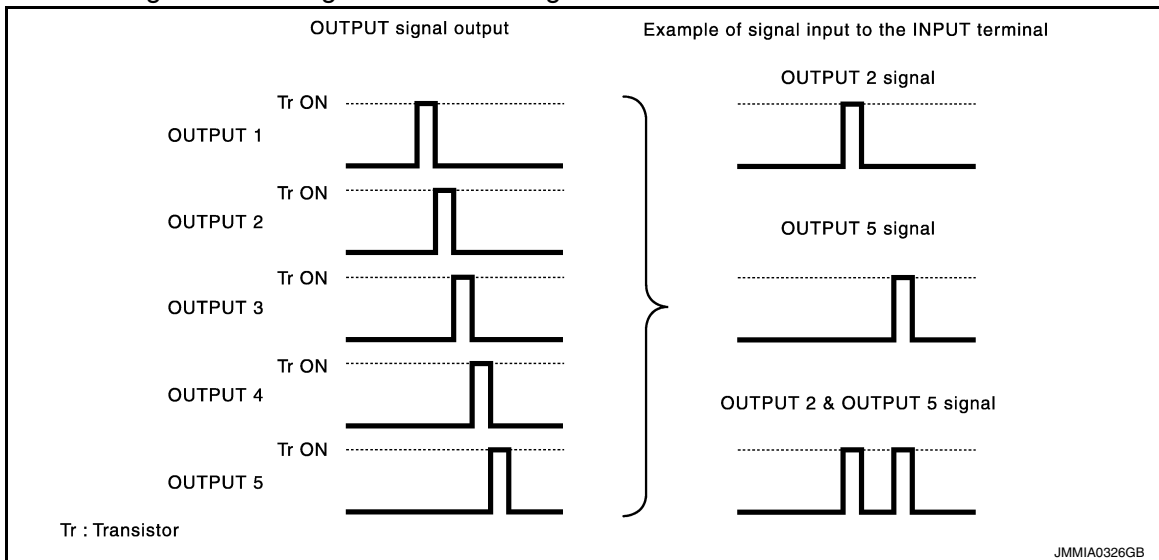 OUTPUT signal output
Example of signal input to the INPUT terminal
OUTPUT 1
Tr ON
OUTPUT 2
Tr ON
OUTPUT 3
Tr ON
OUTPUT 4
Tr ON
OUTPUT 5
Tr ON
OUTPUT 2 signal
OUTPUT 5 signal
OUTPUT 2 & OUTPUT 5 signal
Tr : Transistor
JMMIA0326GB